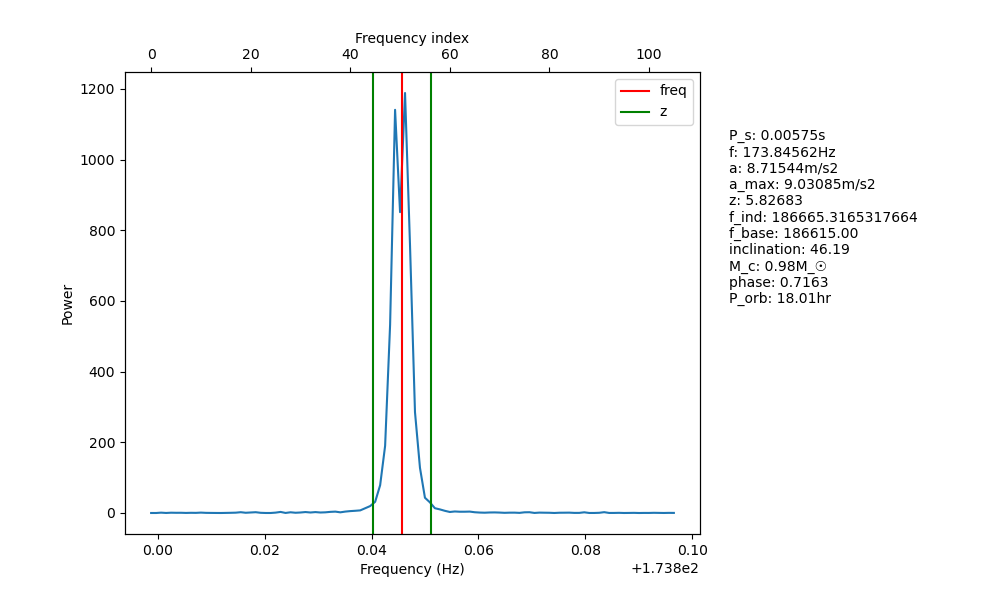 Frequency index
0 20 40 60 80 100
1200
1000
800
600
400
200
0
Power
freq
z
P_s: 0.00575s
f: 173.84562Hz
a: 8.71544m/s2
a_max: 9.03085m/s2
z: 5.82683
f_ind: 186665.3165317664
f_base: 186615.00
inclination: 46.19
M_c: 0.98M_☉
phase: 0.7163
P_orb: 18.01hr
0.00 0.02 0.04 0.06 0.08 0.10
Frequency (Hz)
+1.738e2